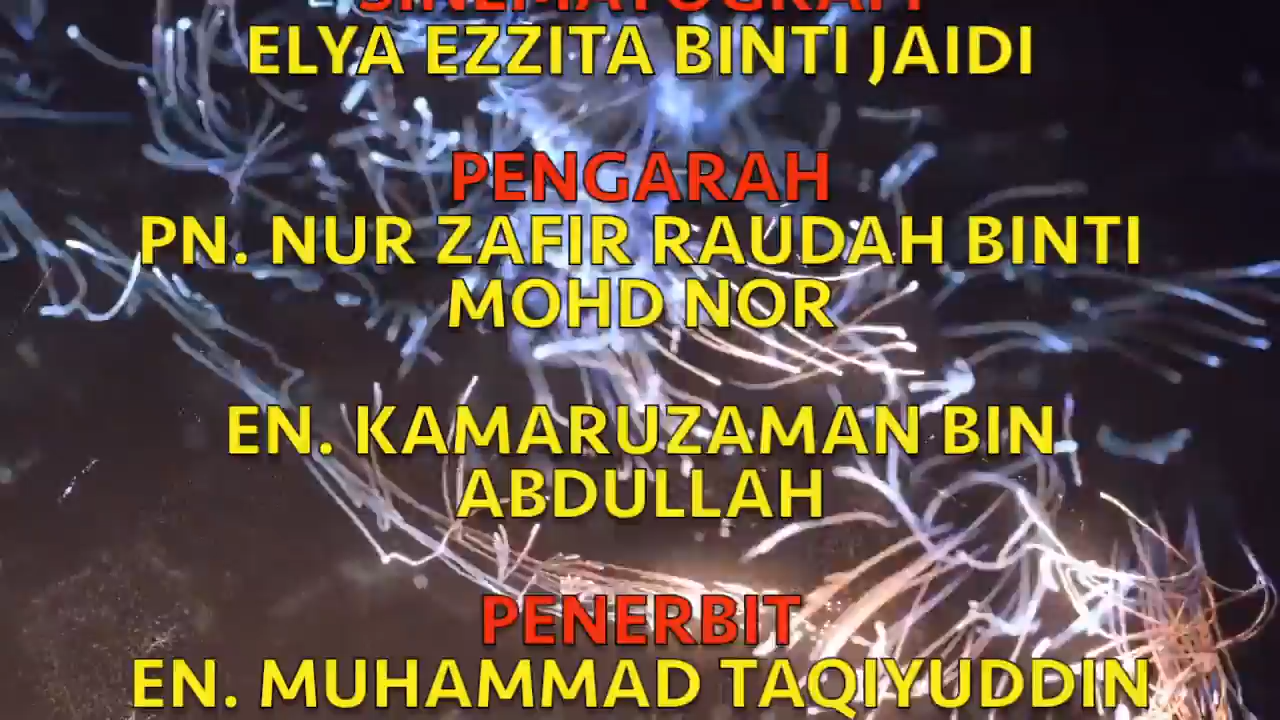 SINEMATOGRAFI
ELYA EZZITA BINTI JAIDI
PENGARAH
PN. NUR ZAFIR RAUDAH BINTI
MOHD NOR
EN. KAMARUZAMAN BIN
ABDULLAH
PENERBIT
EN. MUHAMMAD TAQIYUDDIN